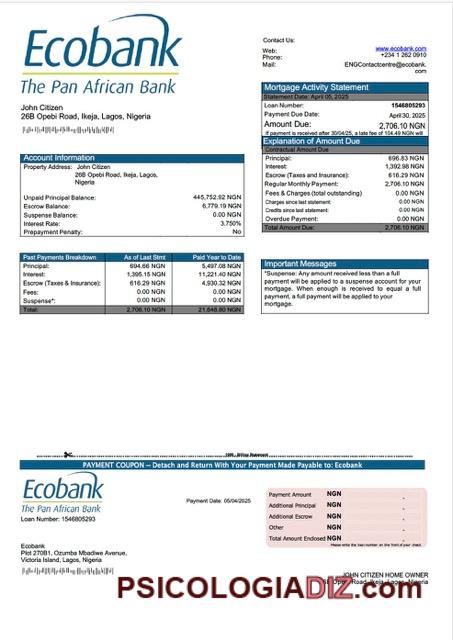 Ecobank
The Pan African Bank
John Citizen
26B Opebi Road, Ikeja, Lagos, Nigeria
Contact Us:
Web: www.ecobank.com
Phone: +234 1 262 0910
Mail: ENGContactcentre@ecobank.
com
Mortgage Activity Statement
Statement Date: April 05, 2025
Loan Number: 1546805293
Payment Due Date: April 30, 2025
Amount Due: 2,706.10 NGN
If payment is received after 30/04/25, a late fee of 104.49 NGN will
Explanation of Amount Due
Contractual Amount Due
Principal: 696.83 NGN
Interest: 1,392.98 NGN
Escrow (Taxes and Insurance): 616.29 NGN
Regular Monthly Payment: 2,706.10 NGN
Fees & Charges (total outstanding) 0.00 NGN
Charges since last statement: 0.00 NGN
Credits since last statement: 0.00 NGN
Overdue Payment: 0.00 NGN
Total Amount Due: 2,706.10 NGN
Account Information
Property Address: John Citizen
26B Opebi Road, Ikeja, Lagos,
Nigeria
Unpaid Principal Balance: 445,752.92 NGN
Escrow Balance: 6,779.19 NGN
Suspense Balance: 0.00 NGN
Interest Rate: 3.750%
Prepayment Penalty: No
Past Payments Breakdown As of Last Stmt Paid Year to Date
Principal: 694.66 NGN 5,497.08 NGN
Interest: 1,395.15 NGN 11,221.40 NGN
Escrow (Taxes & Insurance): 616.29 NGN 4,930.32 NGN
Fees: 0.00 NGN 0.00 NGN
Suspense*: 0.00 NGN 0.00 NGN
Total: 2,706.10 NGN 21,648.80 NGN
Important Messages
*Suspense: Any amount received less than a full
payment will be applied to a suspense account for your
mortgage. When enough is received to equal a full
payment, a full payment will be applied to your
mortgage.
PAYMENT COUPON – Detach and Return With Your Payment Made Payable to: Ecobank
Ecobank
The Pan African Bank
Loan Number: 1546805293
Payment Date: 05/04/2025
Payment Amount NGN
Additional Principal NGN
Additional Escrow NGN
Other NGN
Total Amount Endosed NGN
Please write the loan number on the front of your check.
Ecobank
Plot 270B1, Ozumba Mbadiwe Avenue,
Victoria Island, Lagos, Nigeria
JOHN CITIZEN HOME OWNER
PSICOLOGIADIZ.com